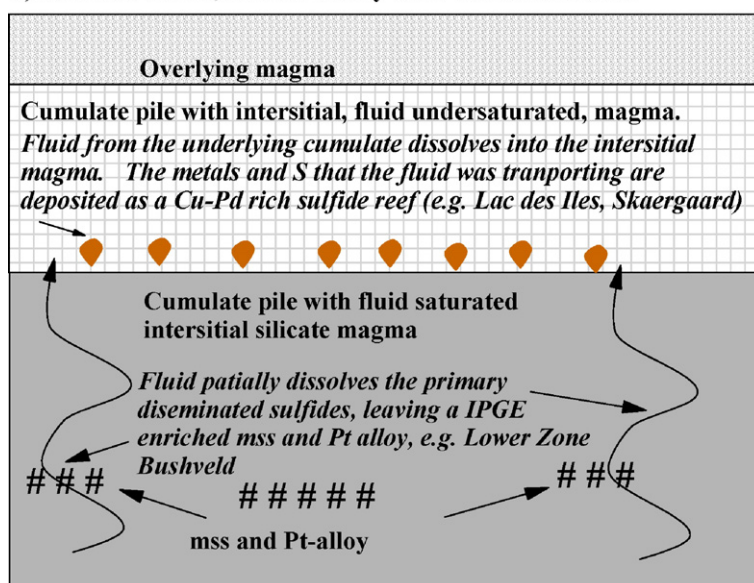 Overlying magma
Cumulate pile with intersitial, fluid undersaturated, magma.
Fluid from the underlying cumulate dissolves into the intersitial
magma. The metals and S that the fluid was tranporting are
deposited as a Cu-Pd rich sulfide reef (e.g. Lac des Iles, Skaergaard)
Cumulate pile with fluid saturated
intersitial silicate magma
Fluid patially dissolves the primary
diseminated sulfides, leaving a IPGE
enriched mss and Pt alloy, e.g. Lower Zone
Bushveld
# # #
# # # # #
# # #
mss and Pt-alloy